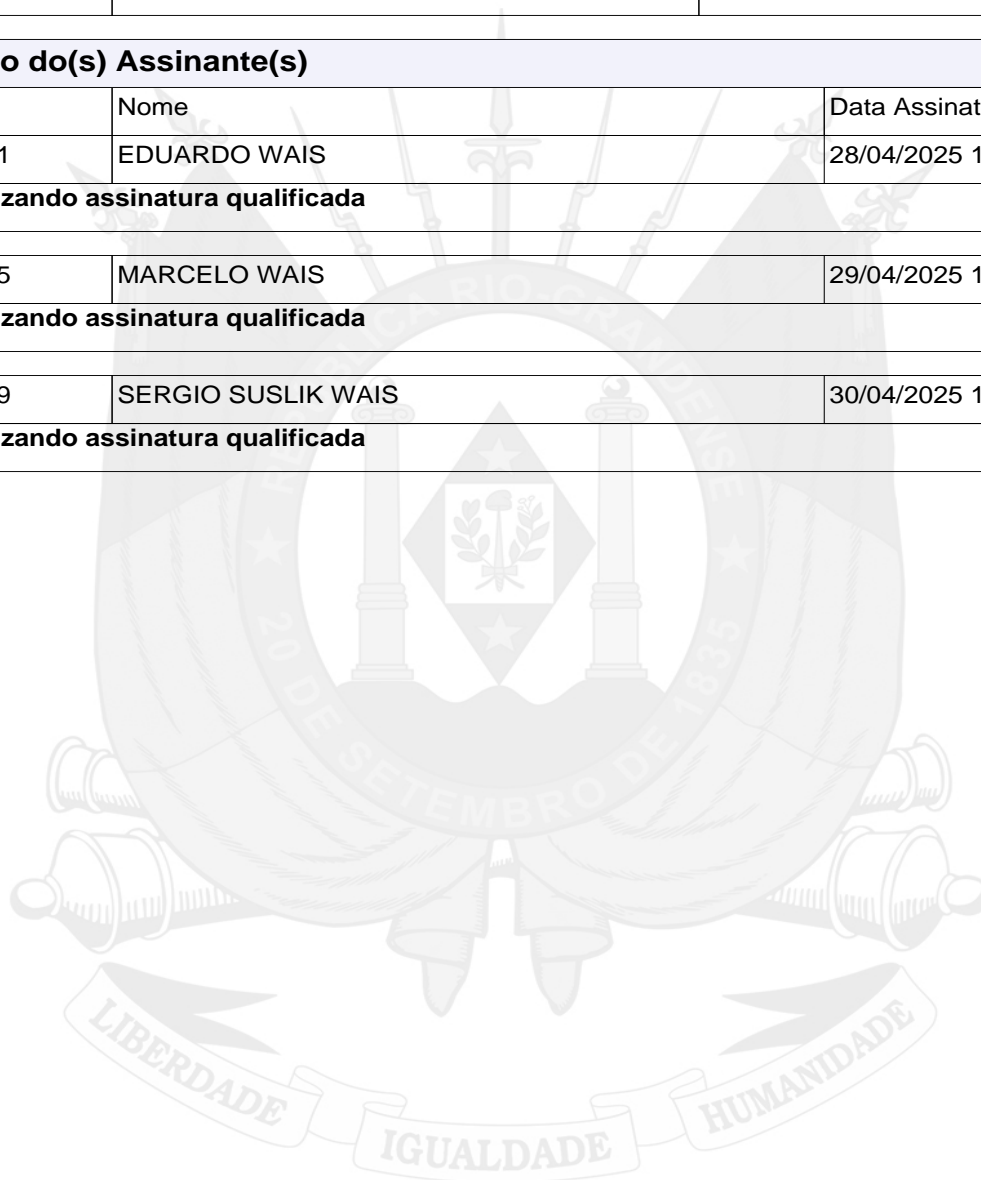 o do(s) Assinante(s)
Nome Data Assinat
1 EDUARDO WAIS 28/04/2025 1
zando assinatura qualificada
5 MARCELO WAIS 29/04/2025 1
zando assinatura qualificada
9 SERGIO SUSLIK WAIS 30/04/2025 1
zando assinatura qualificada
REPÚBLICA RIO-GRANDENSE
20 DE SETEMBRO DE 1835
LIBERDADE IGUALDADE HUMANIDADE